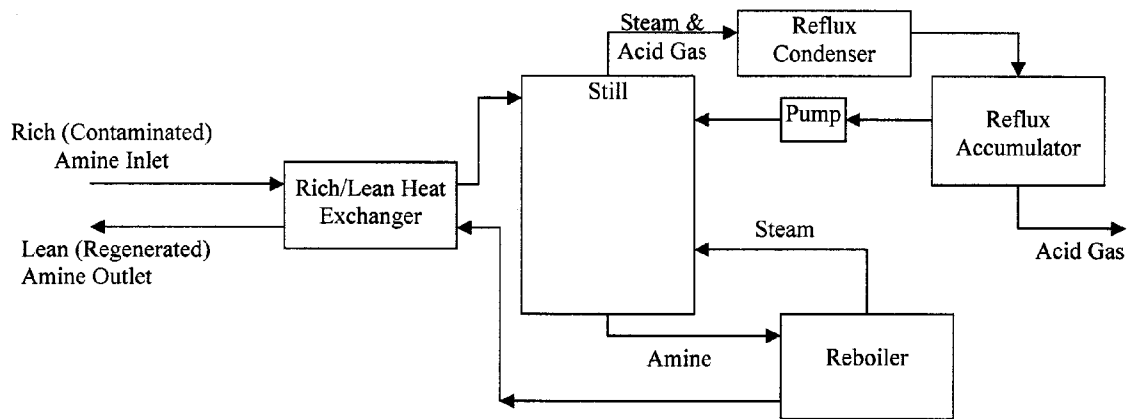 Steam &
Acid Gas
Reflux
Condenser
Still
Rich (Contaminated)
Amine Inlet
Pump
Reflux
Accumulator
Rich/Lean Heat
Exchanger
Lean (Regenerated)
Amine Outlet
Steam
Acid Gas
Amine
Reboiler